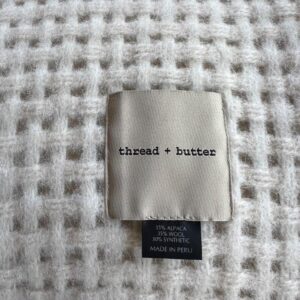 thread + butter
35% ALPACA
35% WOOL
30% SYNTHETIC
MADE IN PERU